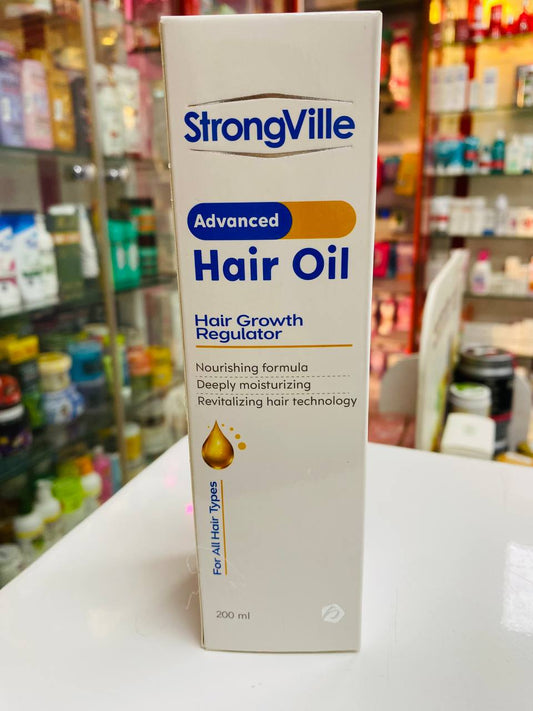 StrongVille
Advanced
Hair Oil
Hair Growth
Regulator
Nourishing formula
Deeply moisturizing
Revitalizing hair technology
For All Hair Types
200 ml